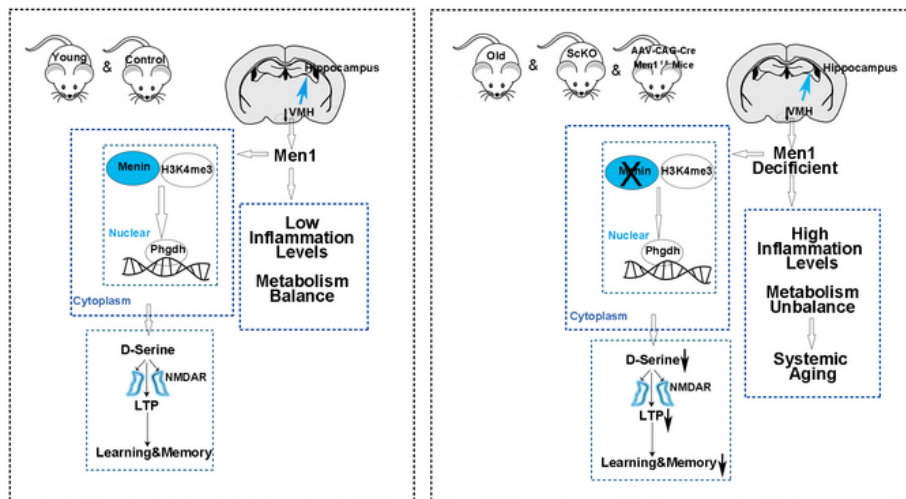 Young
&
Control
Hippocampus
VMH
Men1
Menin
H3K4me3
Nuclear
Phgdh
Cytoplasm
Low
Inflammation
Levels
Metabolism
Balance
D-Serine
NMDAR
LTP
Learning&Memory
Old
&
ScKO
&
AAV-CAG-Cre
Men1 Mice
Hippocampus
VMH
Men1
Decificient
Menin
H3K4me3
Nuclear
Phgdh
Cytoplasm
High
Inflammation
Levels
Metabolism
Unbalance
Systemic
Aging
D-Serine
NMDAR
LTP
Learning&Memory